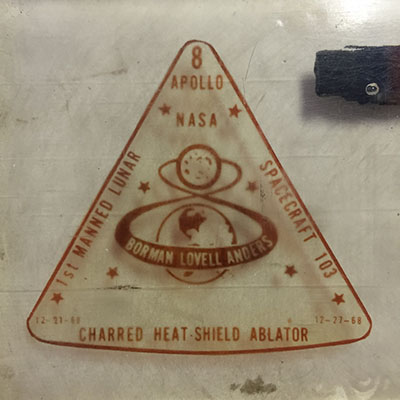 8
APOLLO
NASA
1st MANNED LUNAR
SPACECRAFT 103
BORMAN LOVELL ANDERS
12-21-68
12-27-68
CHARRED HEAT-SHIELD ABLATOR